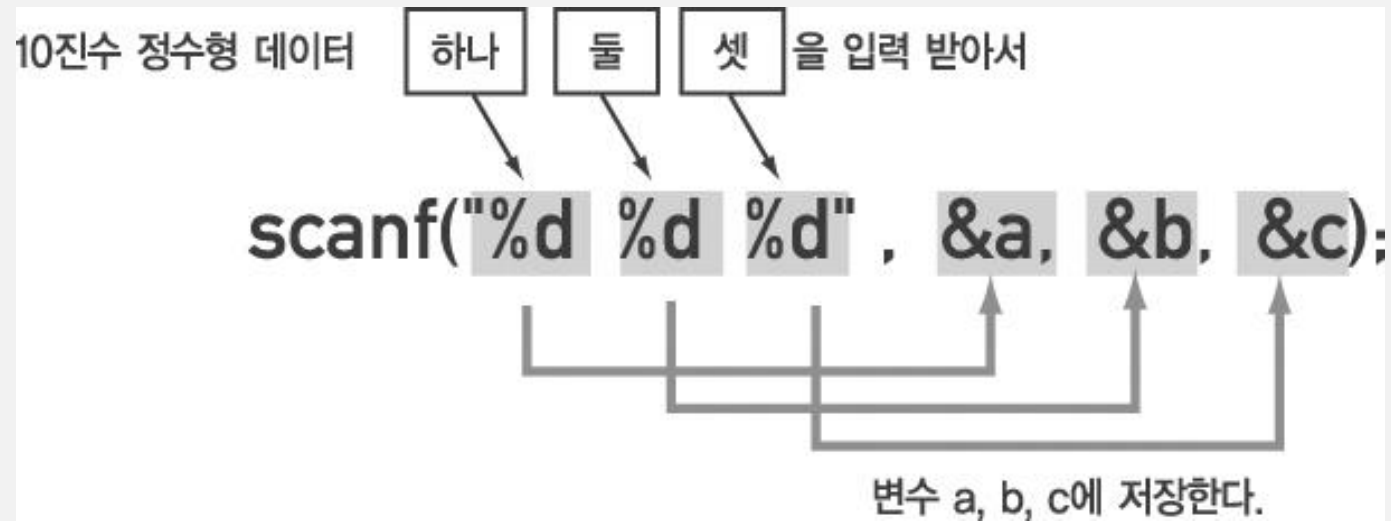 10진수 정수형 데이터 하나 둘 셋 을 입력 받아서
scanf("%d %d %d" , &a, &b, &c);
변수 a, b, c에 저장한다.